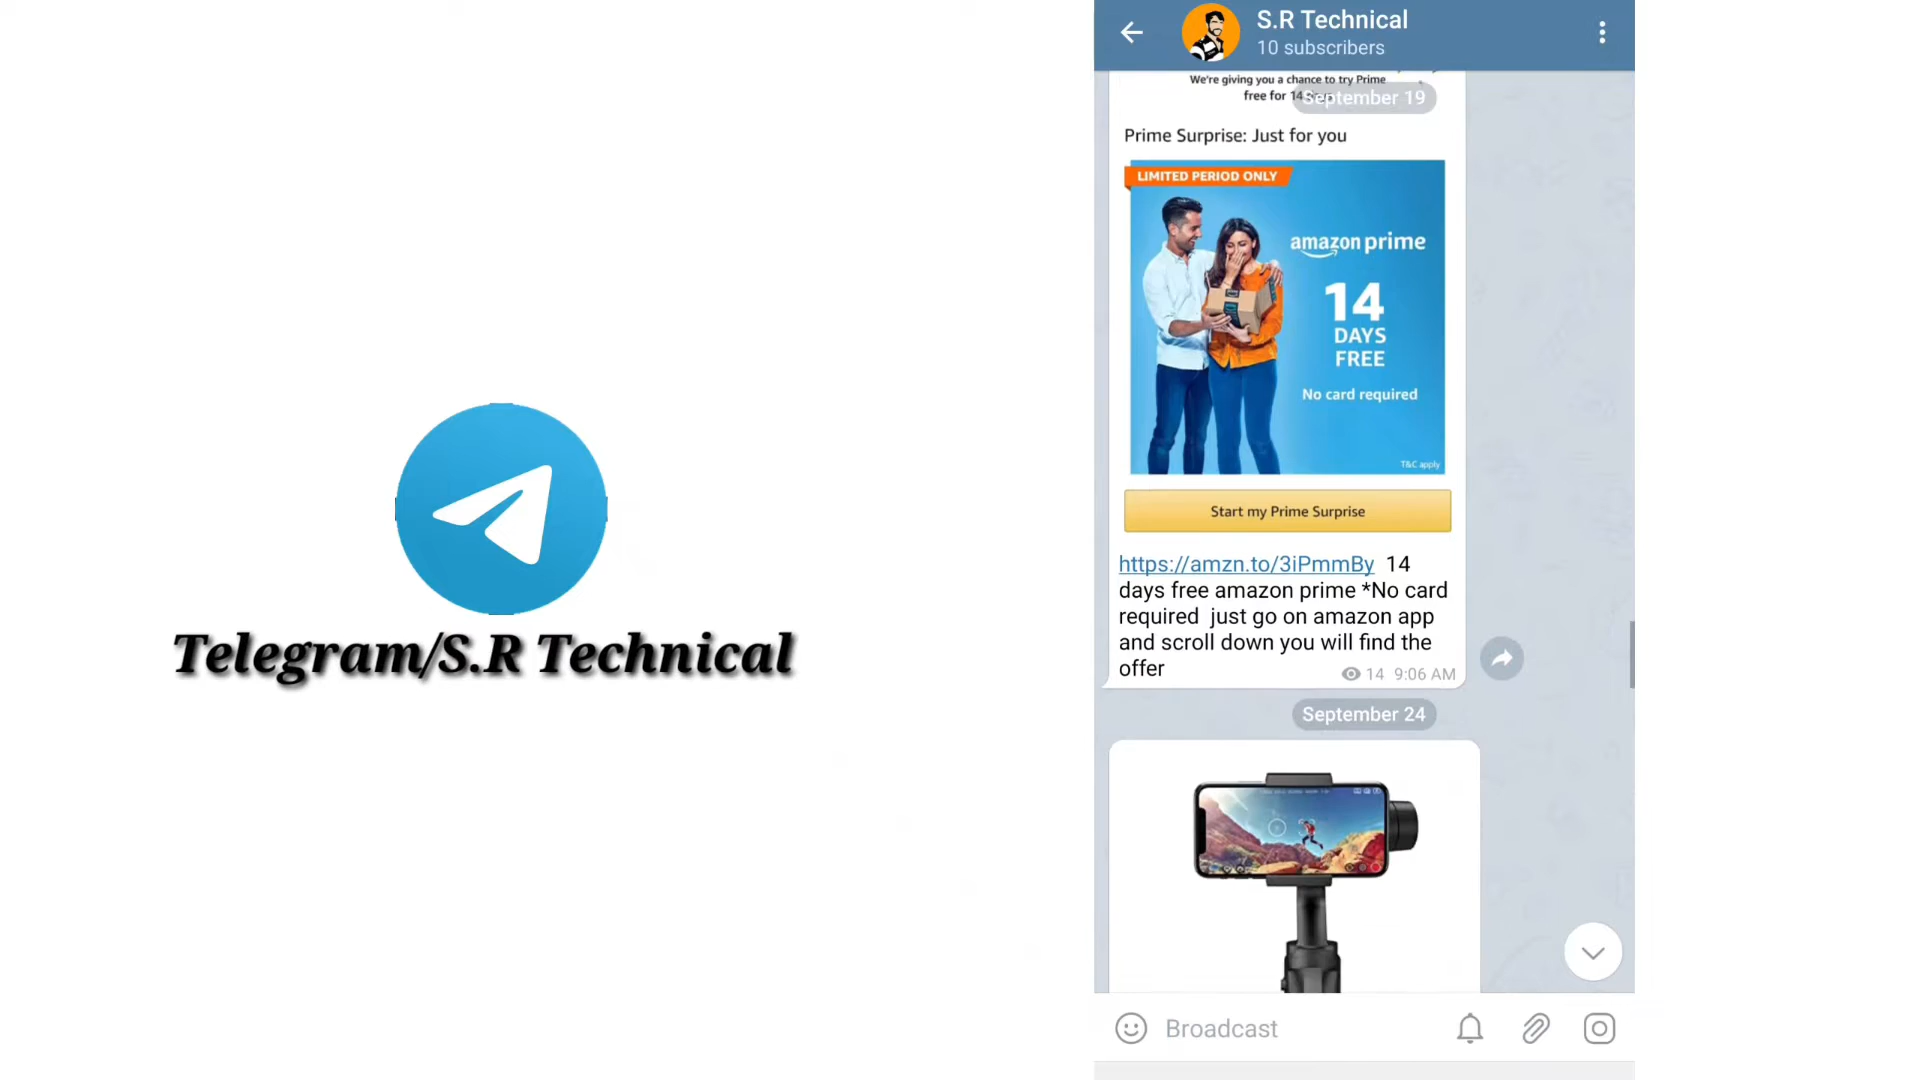 S.R Technical
10 subscribers
We're giving you a chance to try Prime
free for 14
September 19
Prime Surprise: Just for you
LIMITED PERIOD ONLY
amazon prime
14
DAYS
FREE
No card required
T&C apply
Start my Prime Surprise
https://amzn.to/3iPmmBy 14
days free amazon prime *No card
required just go on amazon app
and scroll down you will find the
offer
14 9:06 AM
September 24
Broadcast
Telegram/S.R Technical